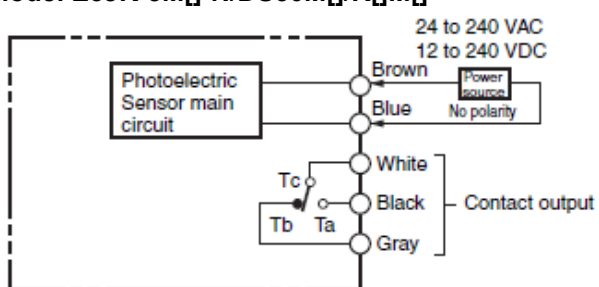 24 to 240 VAC
12 to 240 VDC
Brown
Power
source
Photoelectric
Sensor main
circuit
Blue
No polarity
White
Tc
Black
Contact output
Tb
Ta
Gray